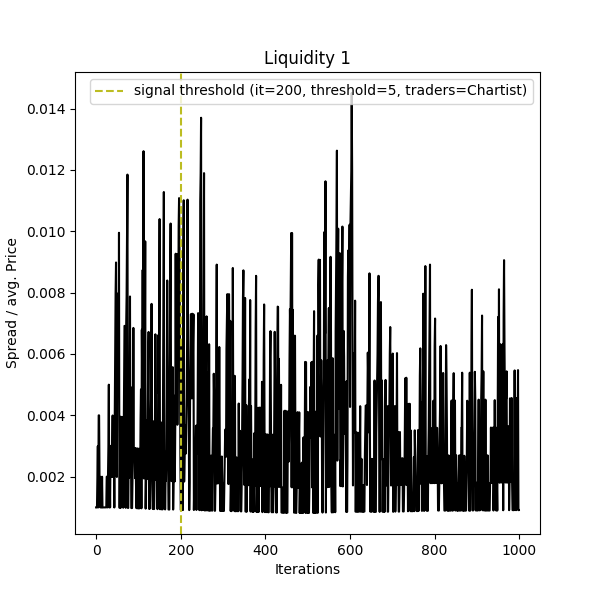 Liquidity 1
signal threshold (it=200, threshold=5, traders=Chartist)
0.014
0.012
0.010
0.008
0.006
0.004
0.002
Spread / avg. Price
0 200 400 600 800 1000
Iterations